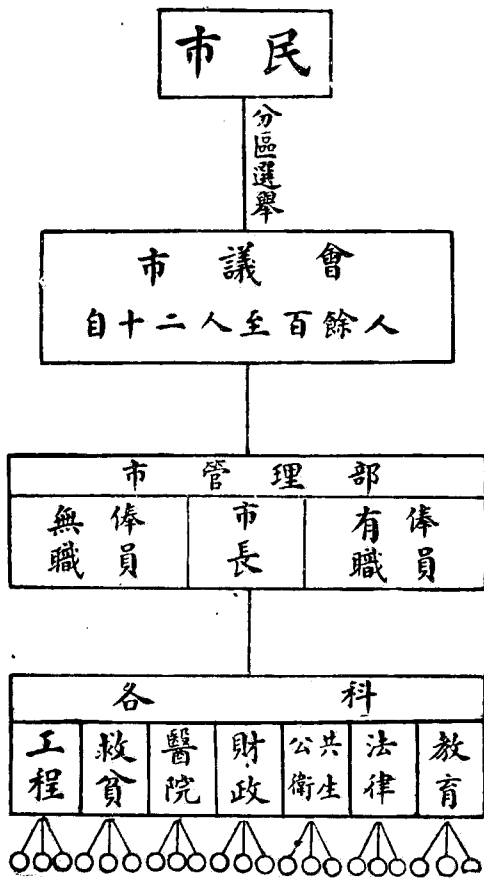 市民
分區選舉
市議會
自十二人至百餘人
市管理部
無俸
職員
市長
有俸
職員
各科
工程
救貧
醫院
財政
公共
衛生
法律
教育